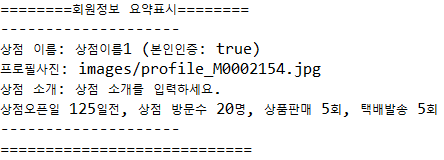 ========회원정보 요약표시========
--------------------
상점 이름: 상점이름1 (본인인증: true)
프로필사진: images/profile_M0002154.jpg
상점 소개: 상점 소개를 입력하세요.
상점오픈일 125일전, 상점 방문수 20명, 상품판매 5회, 택배발송 5회
--------------------
============================